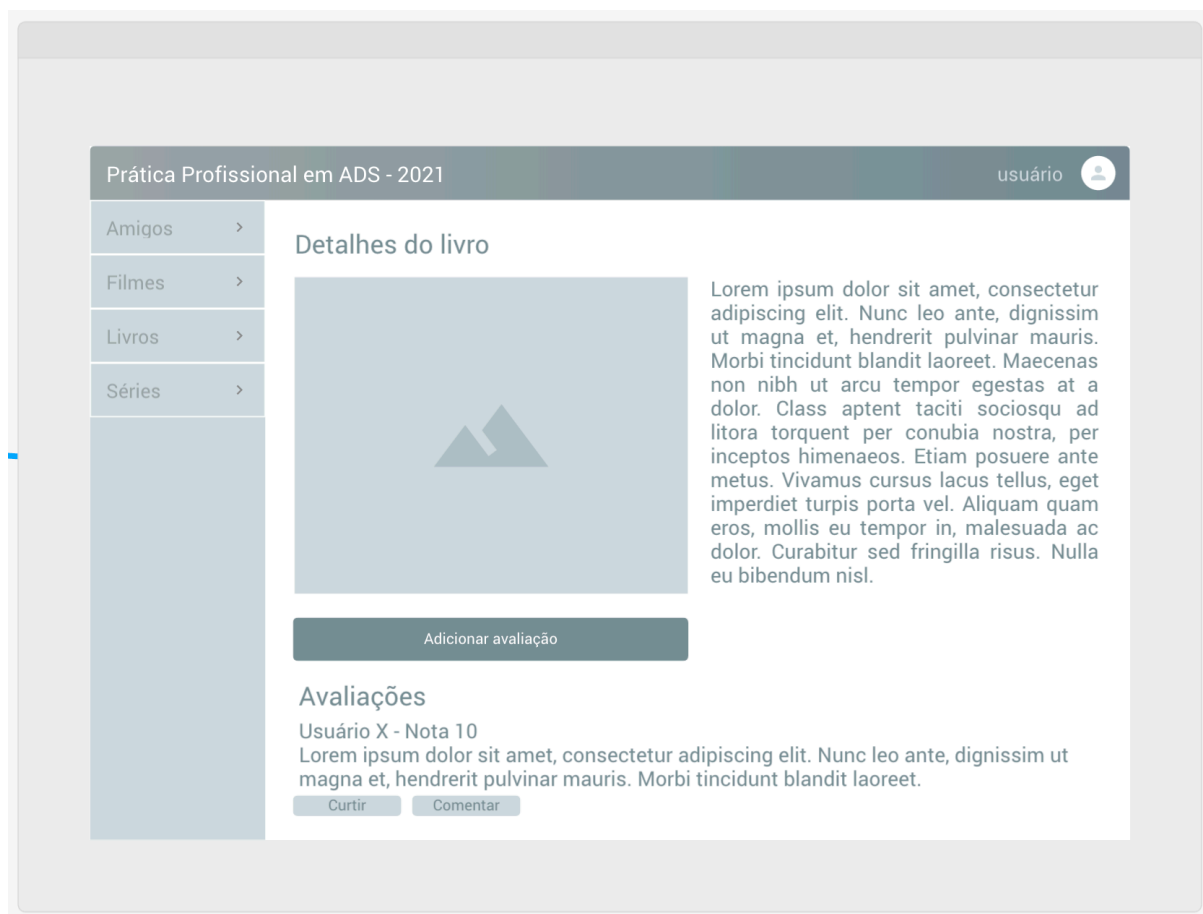 Prática Profissional em ADS - 2021
usuário
Amigos
Filmes
Livros
Séries
Detalhes do livro
Lorem ipsum dolor sit amet, consectetur
adipiscing elit. Nunc leo ante, dignissim
ut magna et, hendrerit pulvinar mauris.
Morbi tincidunt blandit laoreet. Maecenas
non nibh ut arcu tempor egestas at a
dolor. Class aptent taciti sociosqu ad
litora torquent per conubia nostra, per
inceptos himenaeos. Etiam posuere ante
metus. Vivamus cursus lacus tellus, eget
imperdiet turpis porta vel. Aliquam quam
eros, mollis eu tempor in, malesuada ac
dolor. Curabitur sed fringilla risus. Nulla
eu bibendum nisl.
Adicionar avaliação
Avaliações
Usuário X - Nota 10
Lorem ipsum dolor sit amet, consectetur adipiscing elit. Nunc leo ante, dignissim ut
magna et, hendrerit pulvinar mauris. Morbi tincidunt blandit laoreet.
Curtir
Comentar